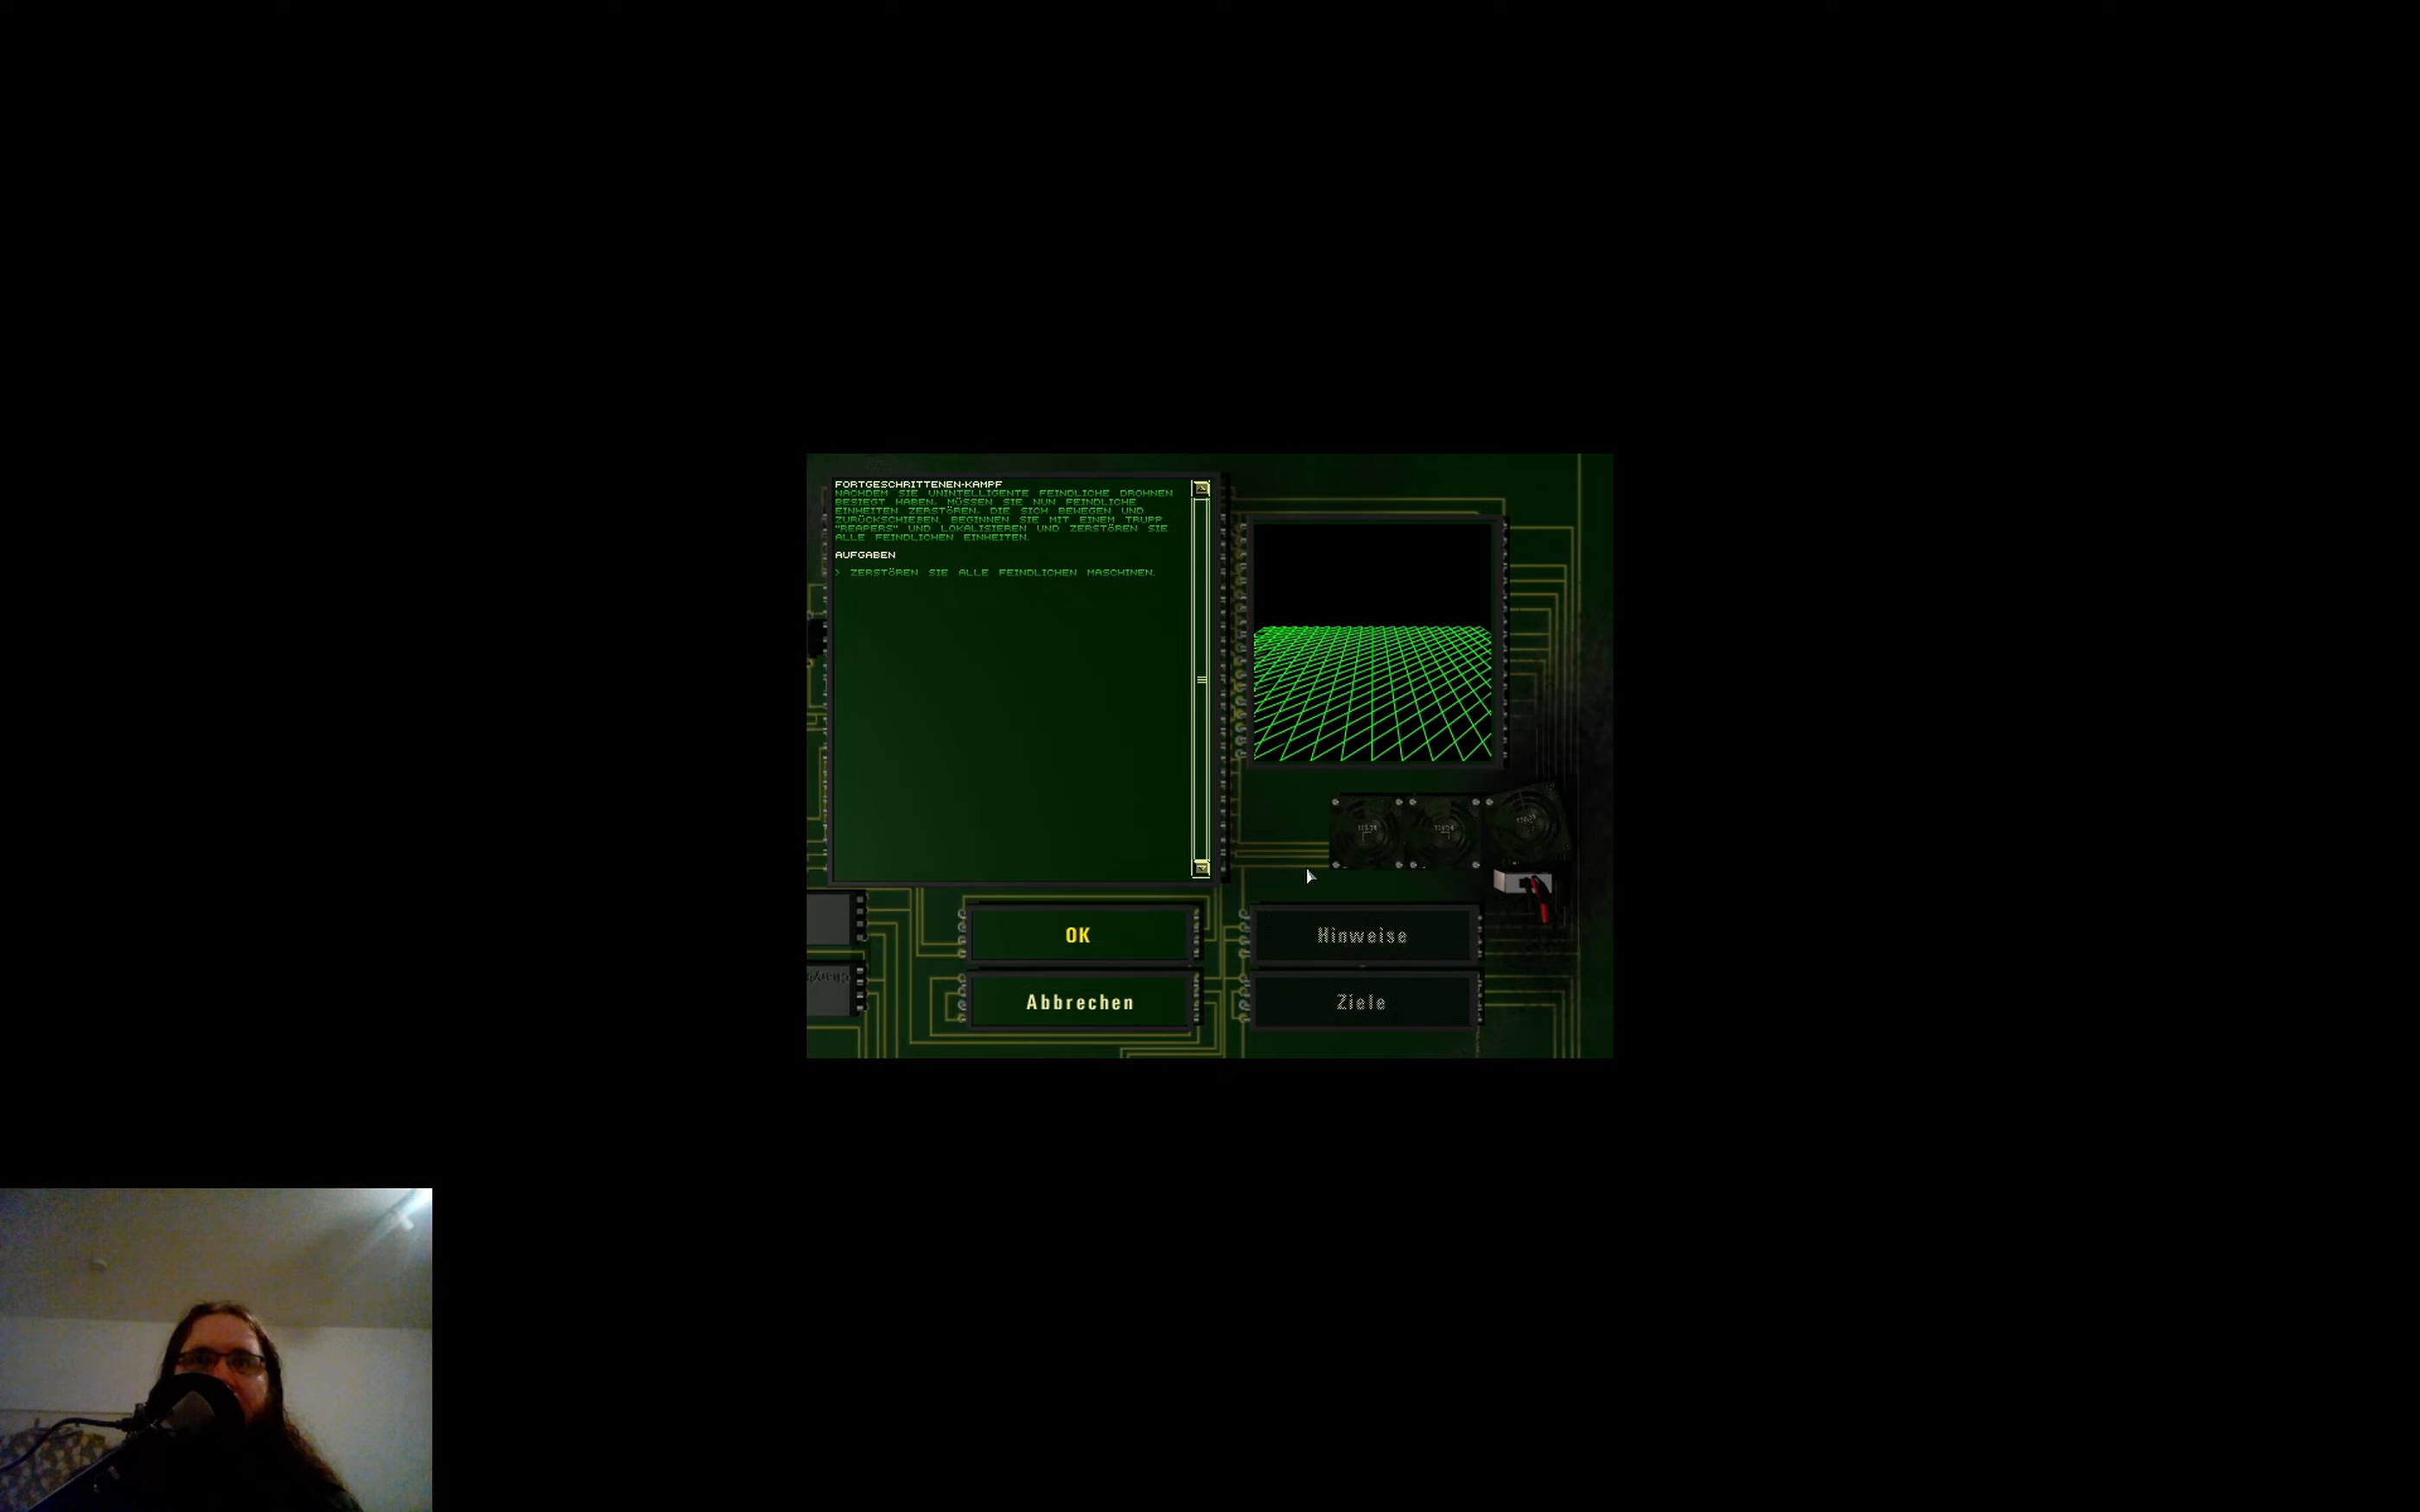 FORTGESCHRITTENEN-KAMPF
NACHDEM SIE UNINTELLIGENTE FEINDLICHE DROHNEN
BESIEGT HABEN, MÜSSEN SIE NUN FEINDLICHE
EINHEITEN ZERSTÖREN, DIE SICH BEWEGEN UND
ZURÜCKSCHIEßEN. BEGINNEN SIE MIT EINEM TRUPP
"REAPERS" UND LOKALISIEREN UND ZERSTÖREN SIE
ALLE FEINDLICHEN EINHEITEN.
AUFGABEN
> ZERSTÖREN SIE ALLE FEINDLICHEN MASCHINEN.
OK
Hinweise
Abbrechen
Ziele